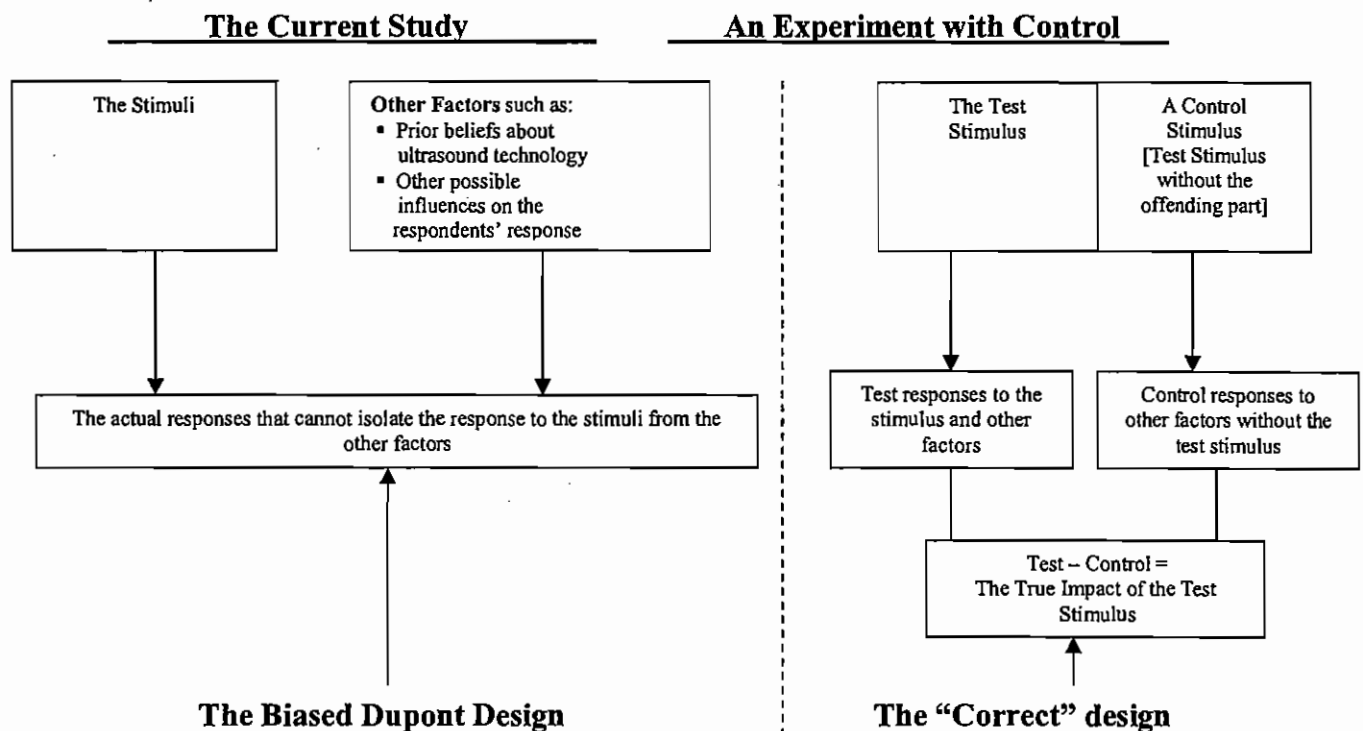 The Current Study
An Experiment with Control
The Stimuli
Other Factors such as:
▪ Prior beliefs about
ultrasound technology
▪ Other possible
influences on the
respondents' response
The Test
Stimulus
A Control
Stimulus
[Test Stimulus
without the
offending part]
The actual responses that cannot isolate the response to the stimuli from the
other factors
Test responses to the
stimulus and other
factors
Control responses to
other factors without the
test stimulus
Test – Control =
The True Impact of the Test
Stimulus
The Biased Dupont Design
The "Correct" design